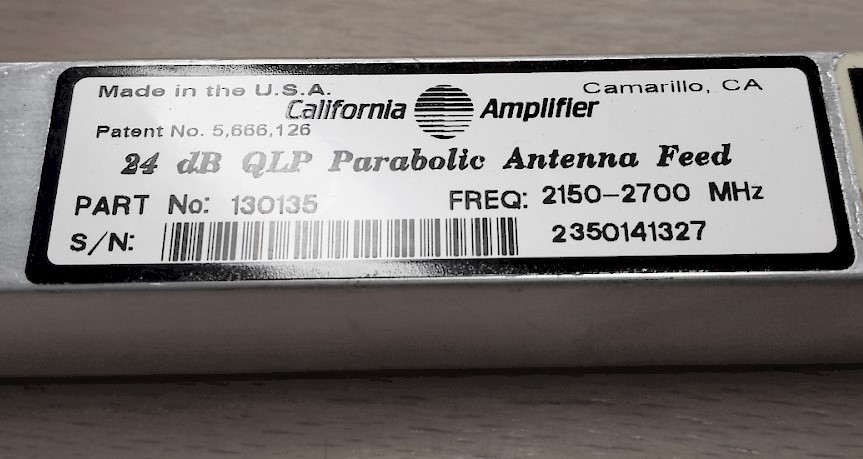 Made in the U.S.A. Camarillo, CA
California Amplifier
Patent No. 5,666,126
24 dB QLP Parabolic Antenna Feed
PART No: 130135 FREQ: 2150-2700 MHz
S/N: 2350141327